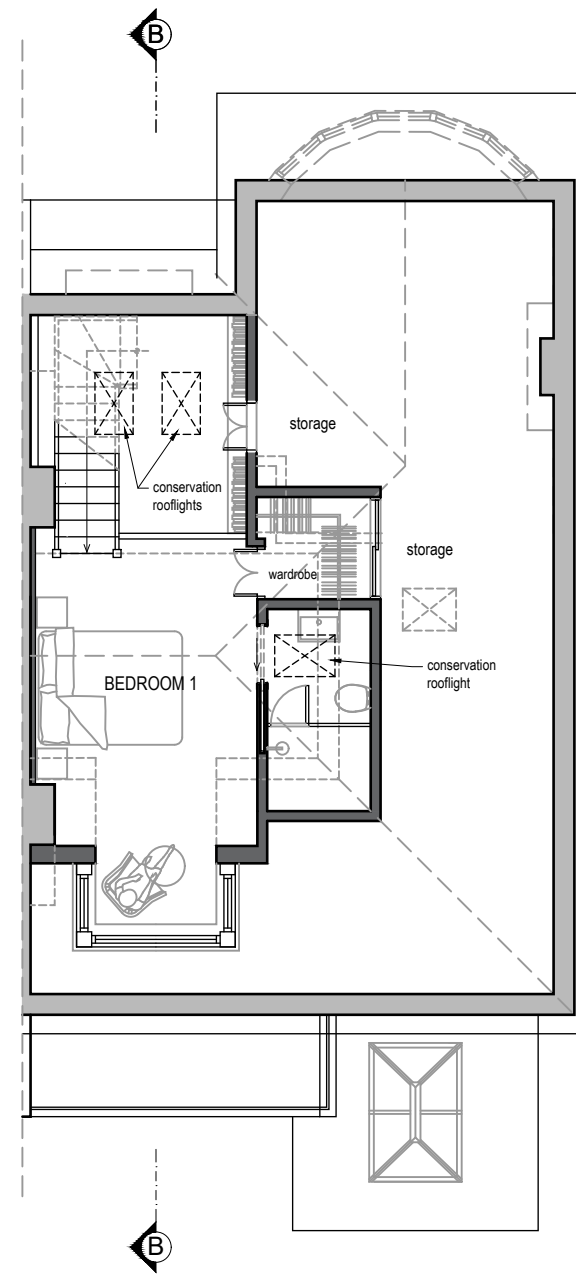 B
storage
conservation
rooflights
storage
wardrobe
conservation
rooflight
BEDROOM 1
B